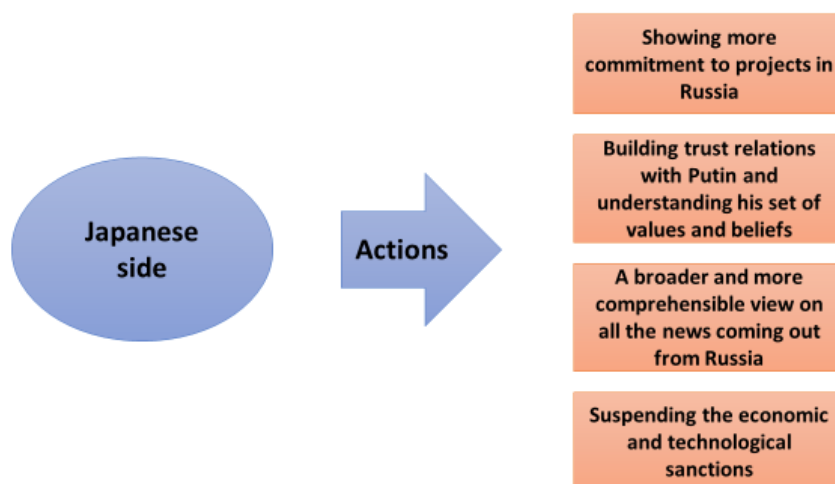 Japanese
side
Actions
Showing more
commitment to projects in
Russia
Building trust relations
with Putin and
understanding his set of
values and beliefs
A broader and more
comprehensible view on
all the news coming out
from Russia
Suspending the economic
and technological
sanctions